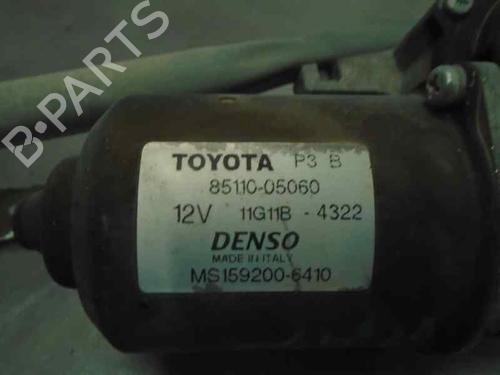 B-PARTS
TOYOTA P3 B
85110-05060
12V 11G11B - 4322
DENSO
MADE IN ITALY
MS159200-6410